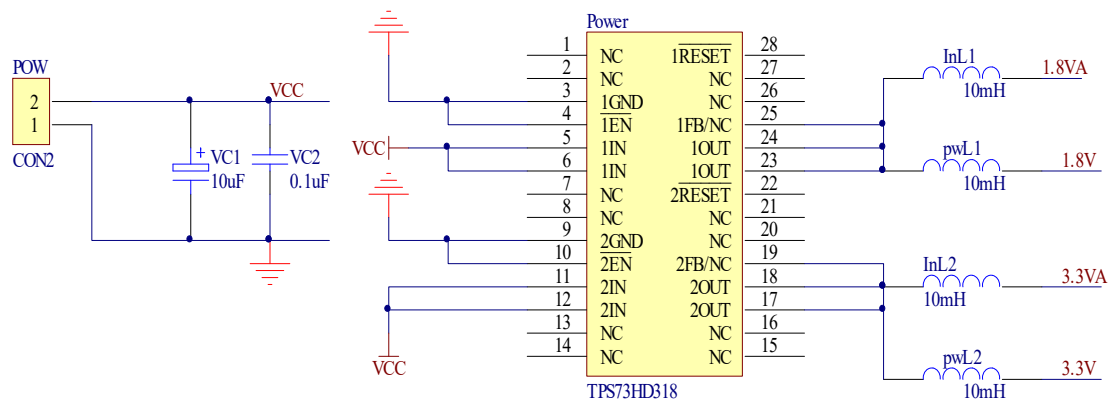 POW
2
1
CON2
VCC
+
VC1
10uF
VC2
0.1uF
VCC
VCC
Power
1 NC 1RESET 28
2 NC NC 27
3 1GND NC 26
4 1EN 1FB/NC 25
5 1IN 1OUT 24
6 1IN 1OUT 23
7 NC 2RESET 22
8 NC NC 21
9 2GND NC 20
10 2EN 2FB/NC 19
11 2IN 2OUT 18
12 2IN 2OUT 17
13 NC NC 16
14 NC NC 15
TPS73HD318
InL1
10mH
1.8VA
pwL1
10mH
1.8V
InL2
10mH
3.3VA
pwL2
10mH
3.3V